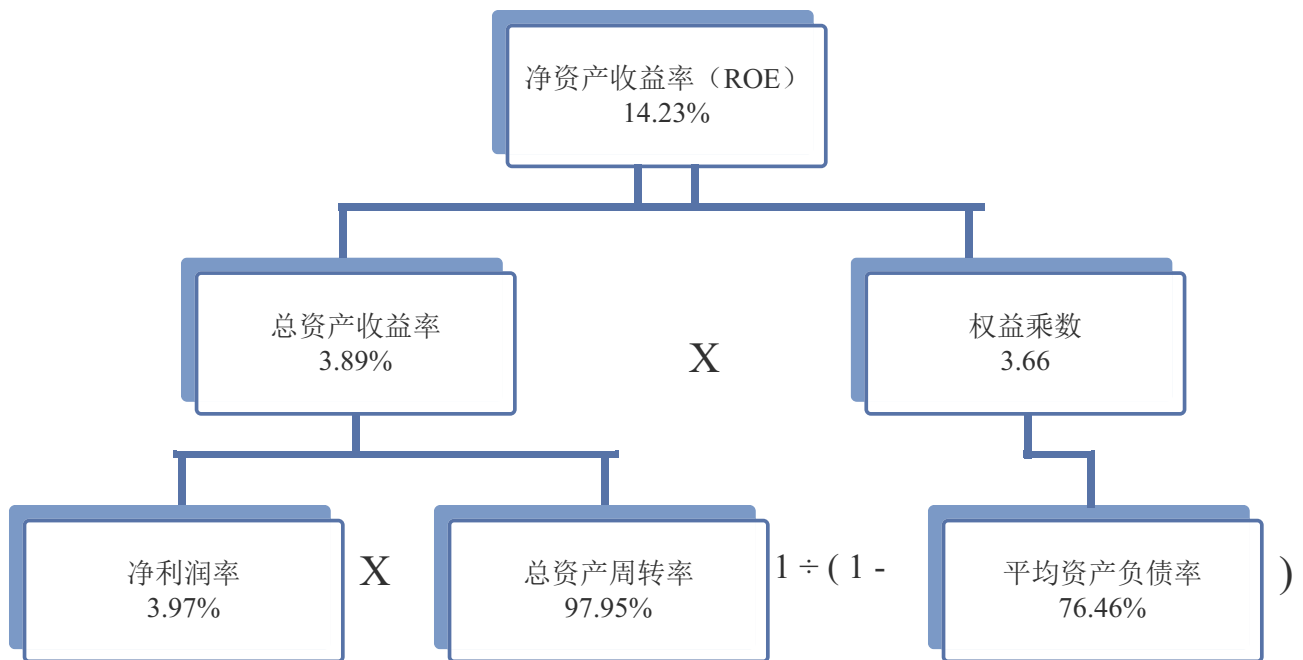 净资产收益率（ROE）
14.23%
总资产收益率
3.89%
X
权益乘数
3.66
净利润率
3.97%
X
总资产周转率
97.95%
1 ÷ ( 1 -
平均资产负债率
76.46%
)